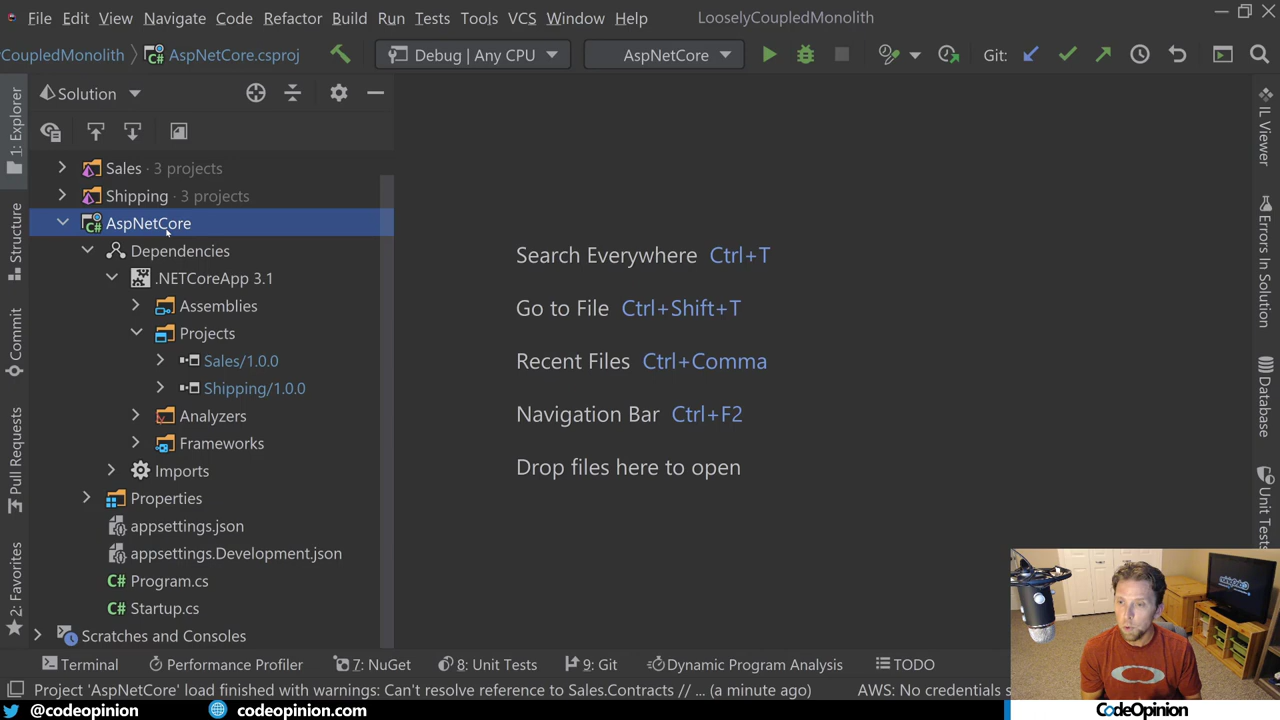 File Edit View Navigate Code Refactor Build Run Tests Tools VCS Window Help LooselyCoupledMonolith
CoupledMonolith AspNetCore.csproj Debug | Any CPU AspNetCore Git:
Solution
1: Explorer
Structure
Commit
Pull Requests
2: Favorites
Sales · 3 projects
Shipping · 3 projects
AspNetCore
Dependencies
.NETCoreApp 3.1
Assemblies
Projects
Sales/1.0.0
Shipping/1.0.0
Analyzers
Frameworks
Imports
Properties
appsettings.json
appsettings.Development.json
C# Program.cs
C# Startup.cs
Scratches and Consoles
Search Everywhere Ctrl+T
Go to File Ctrl+Shift+T
Recent Files Ctrl+Comma
Navigation Bar Ctrl+F2
Drop files here to open
IL Viewer
Errors In Solution
Database
Unit Tests
Terminal Performance Profiler 7: NuGet 8: Unit Tests 9: Git Dynamic Program Analysis TODO
Project 'AspNetCore' load finished with warnings: Can't resolve reference to Sales.Contracts // ... (a minute ago) AWS: No credentials s
@codeopinion codeopinion.com
CodeOpinion